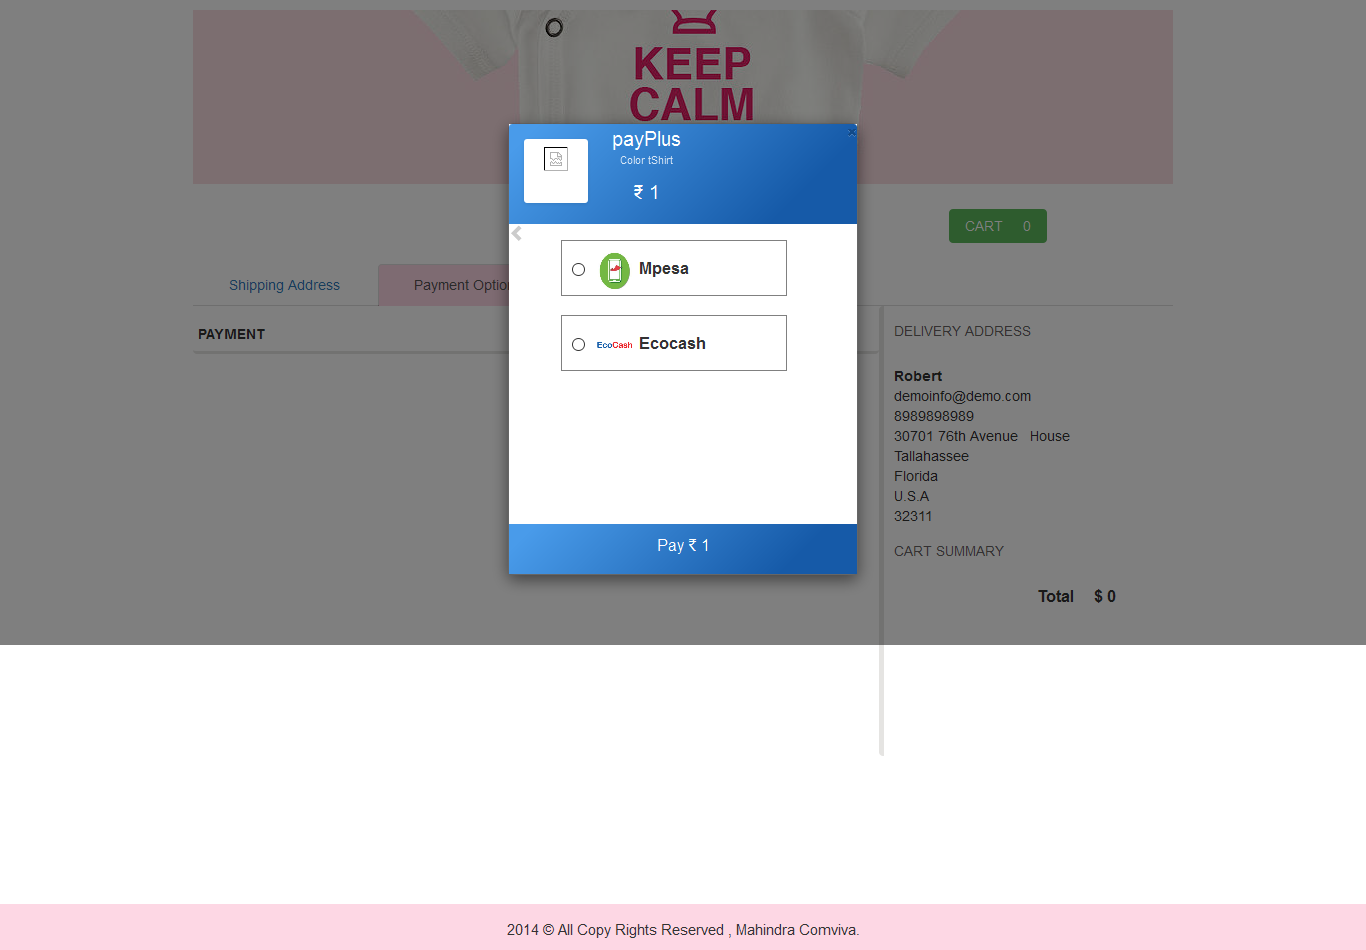 KEEP
CALM
payPlus
Color tShirt
₹ 1
×
CART 0
Shipping Address
Payment Optio
Mpesa
EcoCash Ecocash
PAYMENT
Pay ₹ 1
DELIVERY ADDRESS
Robert
demoinfo@demo.com
8989898989
30701 76th Avenue House
Tallahassee
Florida
U.S.A
32311
CART SUMMARY
Total $ 0
2014 © All Copy Rights Reserved , Mahindra Comviva.